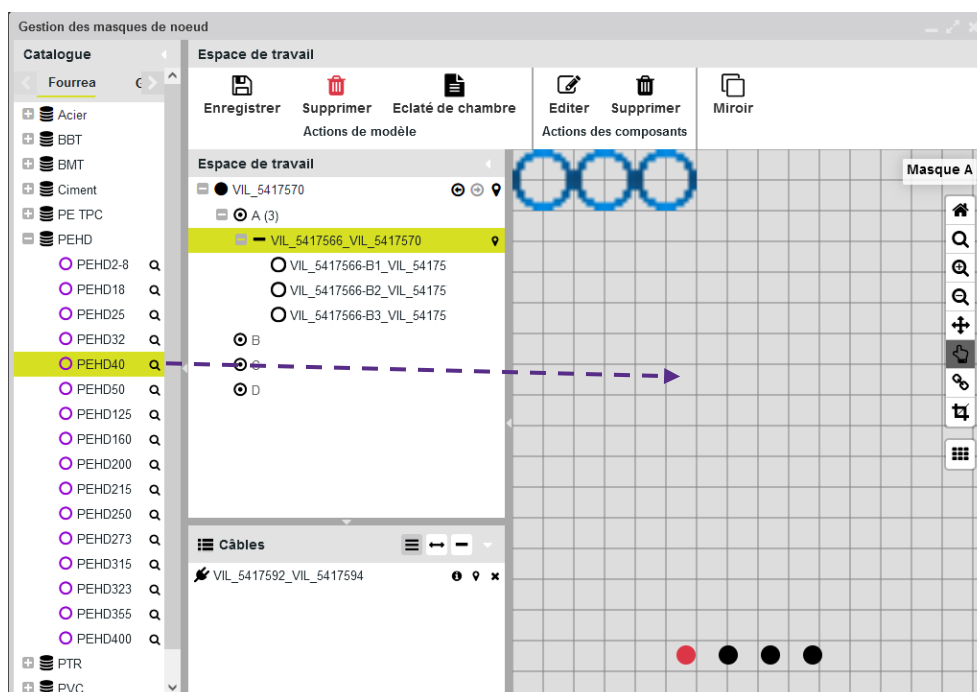 Gestion des masques de noeud
Catalogue
Fourrea
Acier
BBT
BMT
Ciment
PE TPC
PEHD
PEHD2-8
PEHD18
PEHD25
PEHD32
PEHD40
PEHD50
PEHD125
PEHD160
PEHD200
PEHD215
PEHD250
PEHD273
PEHD315
PEHD323
PEHD355
PEHD400
PTR
PVC
Espace de travail
Enregistrer Supprimer Eclaté de chambre
Actions de modèle
Editer Supprimer
Actions des composants
Miroir
Espace de travail
VIL_5417570
A (3)
VIL_5417566_VIL_5417570
VIL_5417566-B1_VIL_54175
VIL_5417566-B2_VIL_54175
VIL_5417566-B3_VIL_54175
B
C
D
Câbles
VIL_5417592_VIL_5417594
Masque A